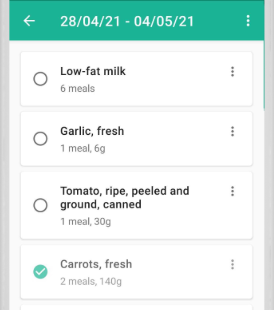 28/04/21 - 04/05/21
Low-fat milk
6 meals
Garlic, fresh
1 meal, 6g
Tomato, ripe, peeled and
ground, canned
1 meal, 30g
Carrots, fresh
2 meals, 140g